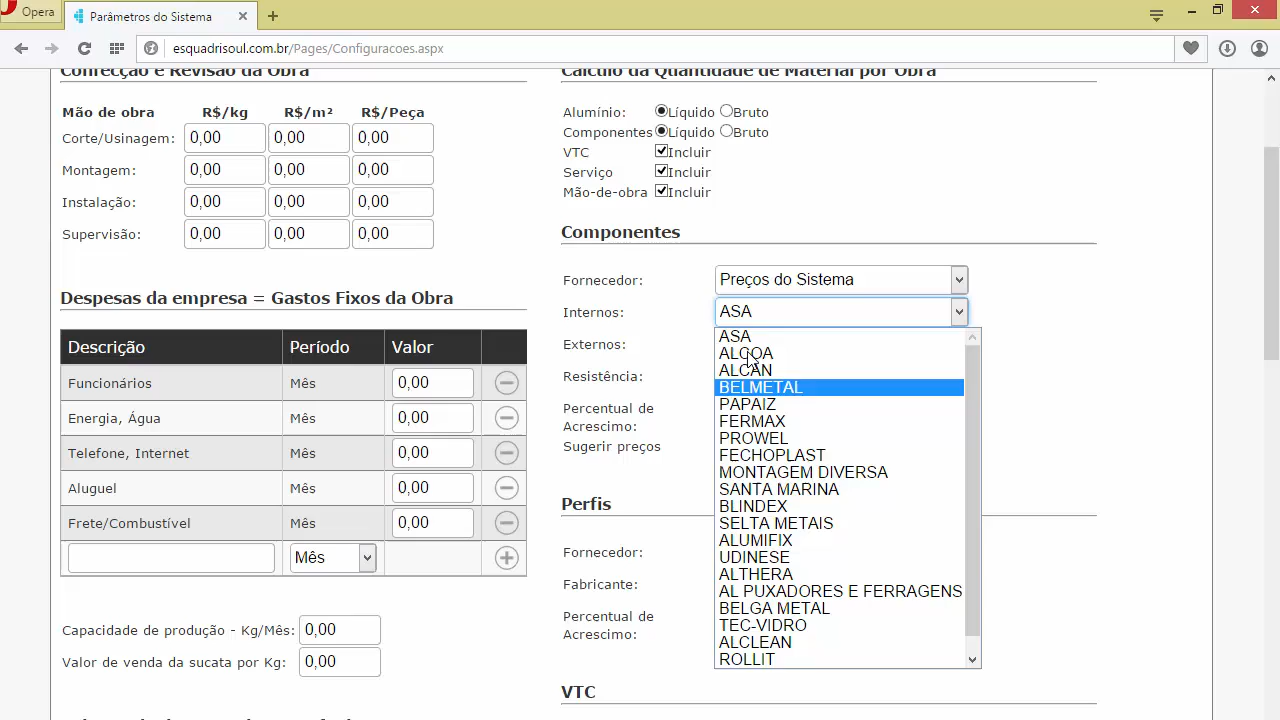 Opera
Parâmetros do Sistema
esquadrisoul.com.br/Pages/Configuracoes.aspx
Confecção e Revisão da Obra
Mão de obra R$/kg R$/m² R$/Peça
Corte/Usinagem: 0,00 0,00 0,00
Montagem: 0,00 0,00 0,00
Instalação: 0,00 0,00 0,00
Supervisão: 0,00 0,00 0,00
Despesas da empresa = Gastos Fixos da Obra
Descrição Período Valor
Funcionários Mês 0,00
Energia, Água Mês 0,00
Telefone, Internet Mês 0,00
Aluguel Mês 0,00
Frete/Combustível Mês 0,00
Mês
Capacidade de produção - Kg/Mês: 0,00
Valor de venda da sucata por Kg: 0,00
Cálculo da Quantidade de Material por Obra
Alumínio: Líquido Bruto
Componentes Líquido Bruto
VTC Incluir
Serviço Incluir
Mão-de-obra Incluir
Componentes
Fornecedor: Preços do Sistema
Internos: ASA
Externos:
Resistência:
Percentual de
Acrescimo:
Sugerir preços
ASA
ALCOA
ALCAN
BELMETAL
PAPAIZ
FERMAX
PROWEL
FECHOPLAST
MONTAGEM DIVERSA
SANTA MARINA
BLINDEX
SELTA METAIS
ALUMIFIX
UDINESE
ALTHERA
AL PUXADORES E FERRAGENS
BELGA METAL
TEC-VIDRO
ALCLEAN
ROLLIT
Perfis
Fornecedor:
Fabricante:
Percentual de
Acrescimo:
VTC